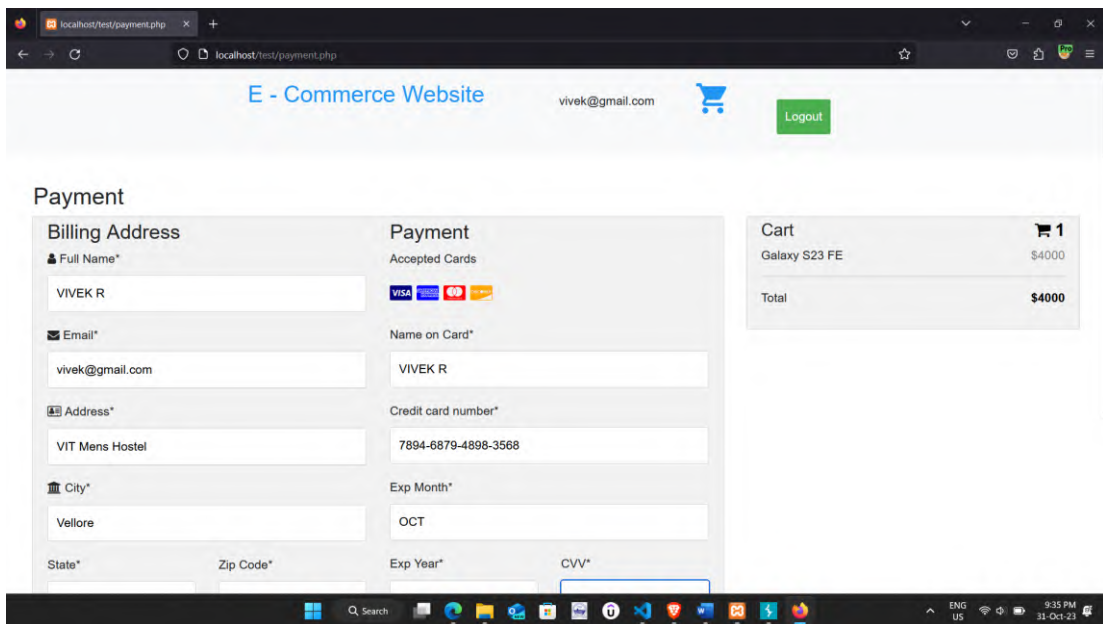 localhost/test/payment.php
localhost/test/payment.php
Pro
E - Commerce Website
vivek@gmail.com
Logout
Payment
Billing Address
Full Name*
VIVEK R
Email*
vivek@gmail.com
Address*
VIT Mens Hostel
City*
Vellore
State* Zip Code*
Payment
Accepted Cards
VISA
Name on Card*
VIVEK R
Credit card number*
7894-6879-4898-3568
Exp Month*
OCT
Exp Year* CVV*
Cart 1
Galaxy S23 FE $4000
Total $4000
Search
ENG
US
9:35 PM
31-Oct-23